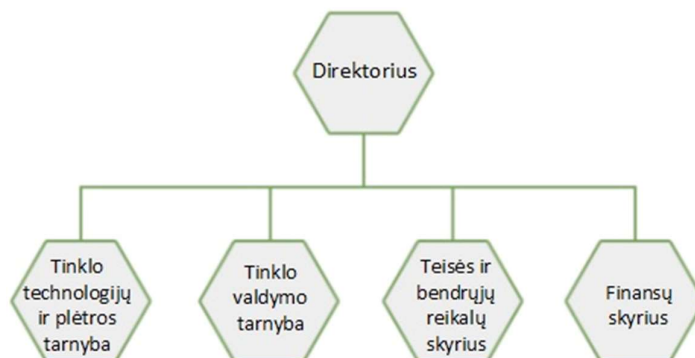 Direktorius
Tinklo
technologijų
ir plėtros
tarnyba
Tinklo
valdymo
tarnyba
Teisės ir
bendrųjų
reikalų
skyrius
Finansų
skyrius